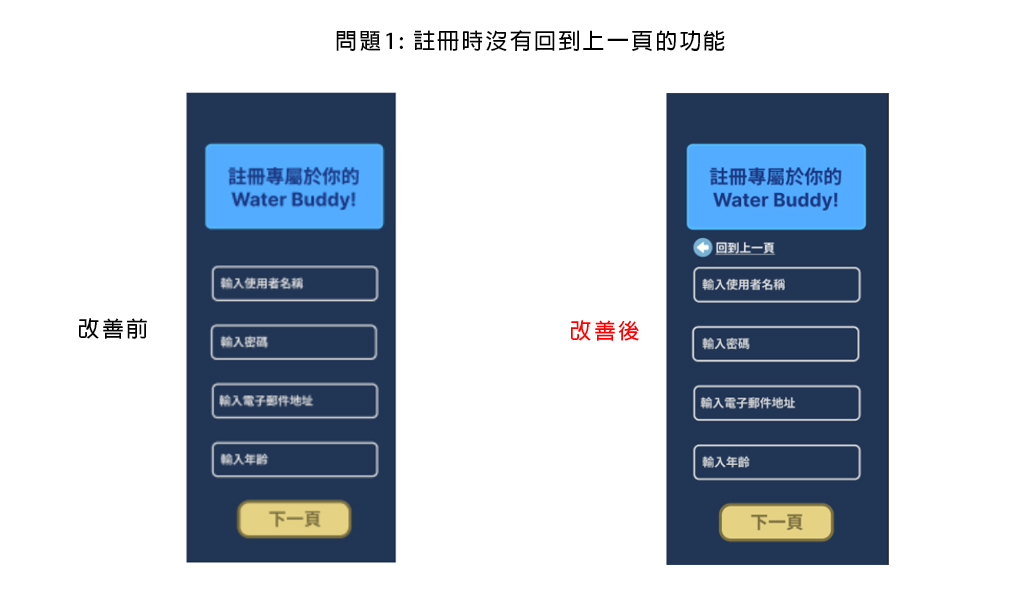 問題1: 註冊時沒有回到上一頁的功能
改善前
註冊專屬於你的
Water Buddy!
輸入使用者名稱
輸入密碼
輸入電子郵件地址
輸入年齡
下一頁
改善後
註冊專屬於你的
Water Buddy!
回到上一頁
輸入使用者名稱
輸入密碼
輸入電子郵件地址
輸入年齡
下一頁